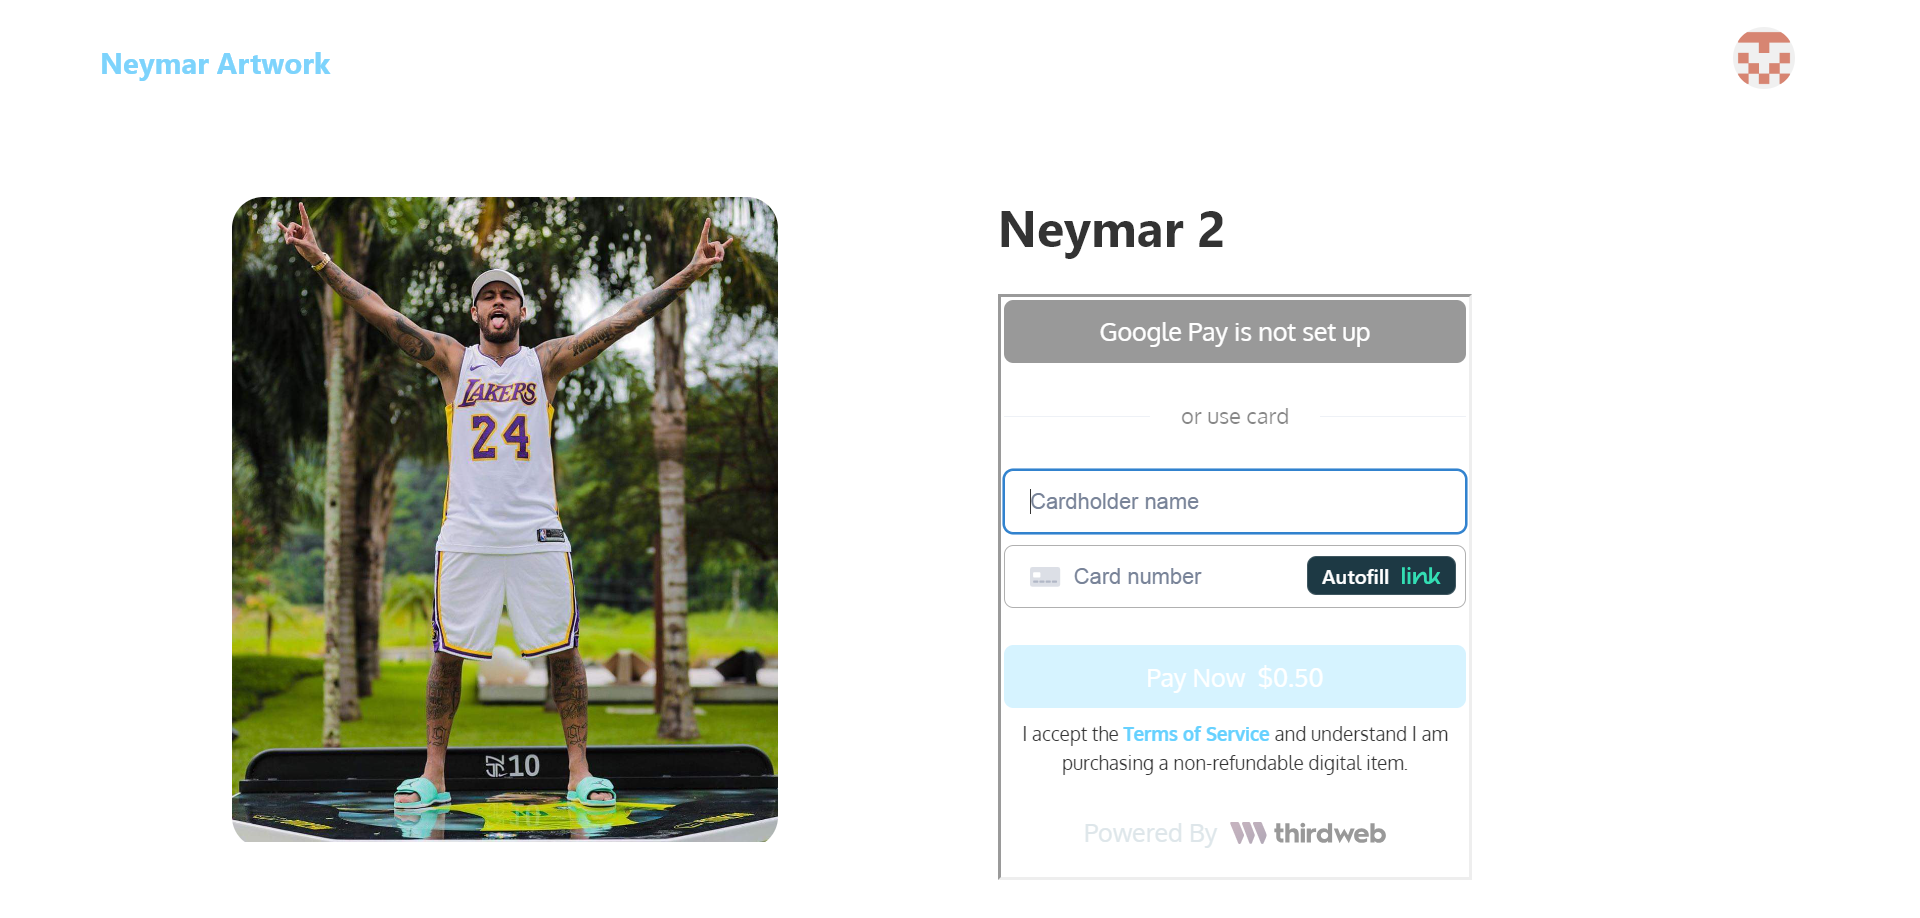 Neymar Artwork
LAKERS
24
10
Neymar 2
Google Pay is not set up
or use card
Cardholder name
Card number
Autofill link
Pay Now $0.50
I accept the Terms of Service and understand I am
purchasing a non-refundable digital item.
Powered By thirdweb